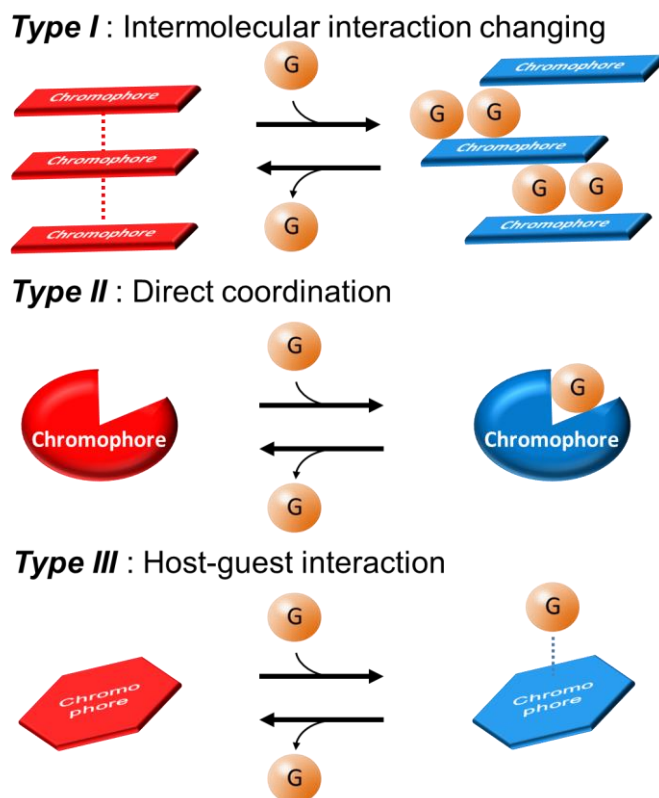 Type I : Intermolecular interaction changing
G
Chromophore
Chromophore
G G
Chromophore
Chromophore
G G
G
Chromophore
Chromophore
Type II : Direct coordination
G
G
Chromophore
Chromophore
G
Type III : Host-guest interaction
G
G
Chromo
phore
Chromo
phore
G